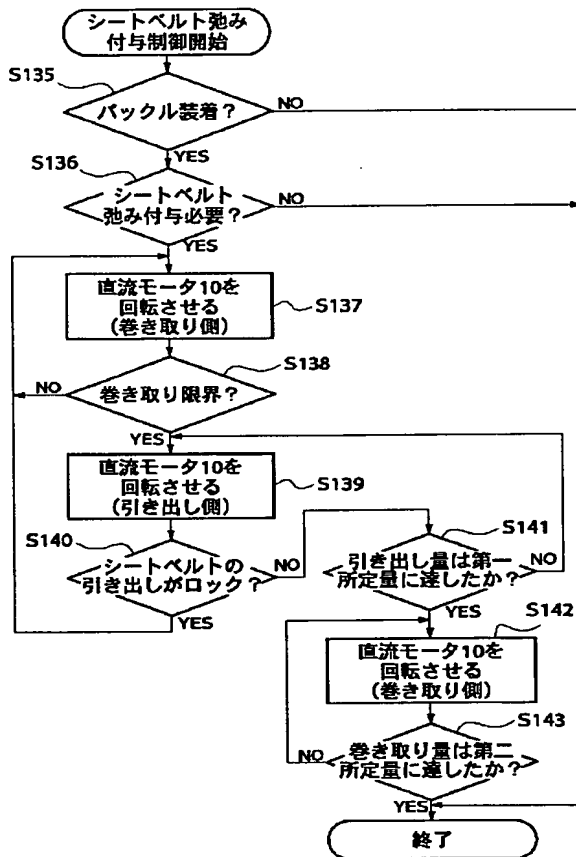 シートベルト弛み
付与制御開始
S135
バックル装着？
NO
YES
S136
シートベルト
弛み付与必要？
NO
YES
直流モータ10を
回転させる
(巻き取り側)
S137
S138
巻き取り限界？
NO
YES
直流モータ10を
回転させる
(引き出し側)
S139
S140
シートベルトの
引き出しがロック？
NO
YES
S141
引き出し量は第一
所定量に達したか？
NO
YES
S142
直流モータ10を
回転させる
(巻き取り側)
S143
巻き取り量は第二
所定量に達したか？
NO
YES
終了